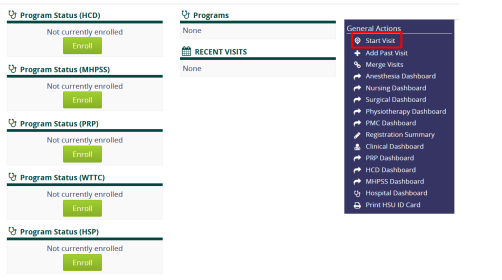 Program Status (HCD)
Not currently enrolled
Enroll
Program Status (MHPSS)
Not currently enrolled
Enroll
Program Status (PRP)
Not currently enrolled
Enroll
Program Status (WTTC)
Not currently enrolled
Enroll
Program Status (HSP)
Not currently enrolled
Enroll
Programs
None
RECENT VISITS
None
General Actions
Start Visit
Add Past Visit
Merge Visits
Anesthesia Dashboard
Nursing Dashboard
Surgical Dashboard
Physiotherapy Dashboard
PMC Dashboard
Registration Summary
Clinical Dashboard
PRP Dashboard
HCD Dashboard
MHPSS Dashboard
Hospital Dashboard
Print HSU ID Card